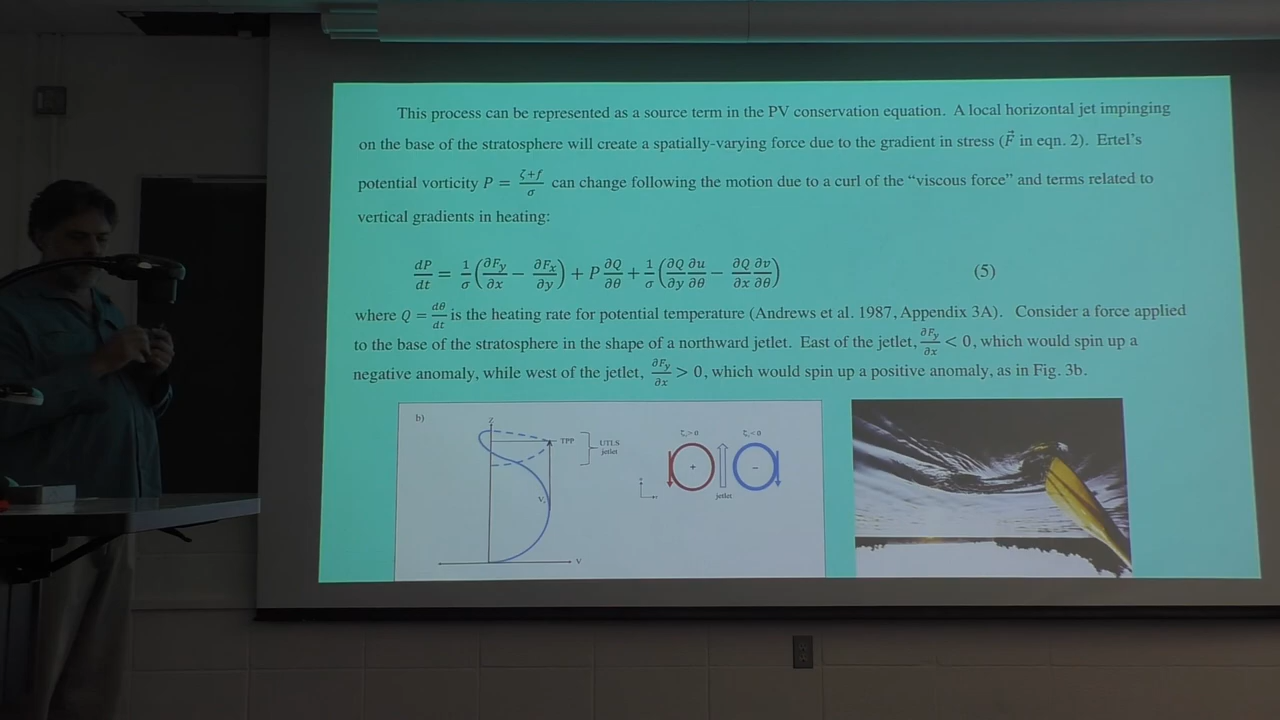 This process can be represented as a source term in the PV conservation equation. A local horizontal jet impinging
on the base of the stratosphere will create a spatially-varying force due to the gradient in stress (F⃗ in eqn. 2). Ertel's
potential vorticity P = (ζ+f)/σ can change following the motion due to a curl of the “viscous force” and terms related to
vertical gradients in heating:
dP/dt = 1/σ (∂Fy/∂x − ∂Fx/∂y) + P ∂Q/∂θ + 1/σ (∂Q/∂y ∂u/∂θ − ∂Q/∂x ∂v/∂θ) (5)
where Q = dθ/dt is the heating rate for potential temperature (Andrews et al. 1987, Appendix 3A). Consider a force applied
to the base of the stratosphere in the shape of a northward jetlet. East of the jetlet, ∂Fy/∂x < 0, which would spin up a
negative anomaly, while west of the jetlet, ∂Fy/∂x > 0, which would spin up a positive anomaly, as in Fig. 3b.
b)
Z
TPP
UTLS
jetlet
V
V
+
−
jetlet